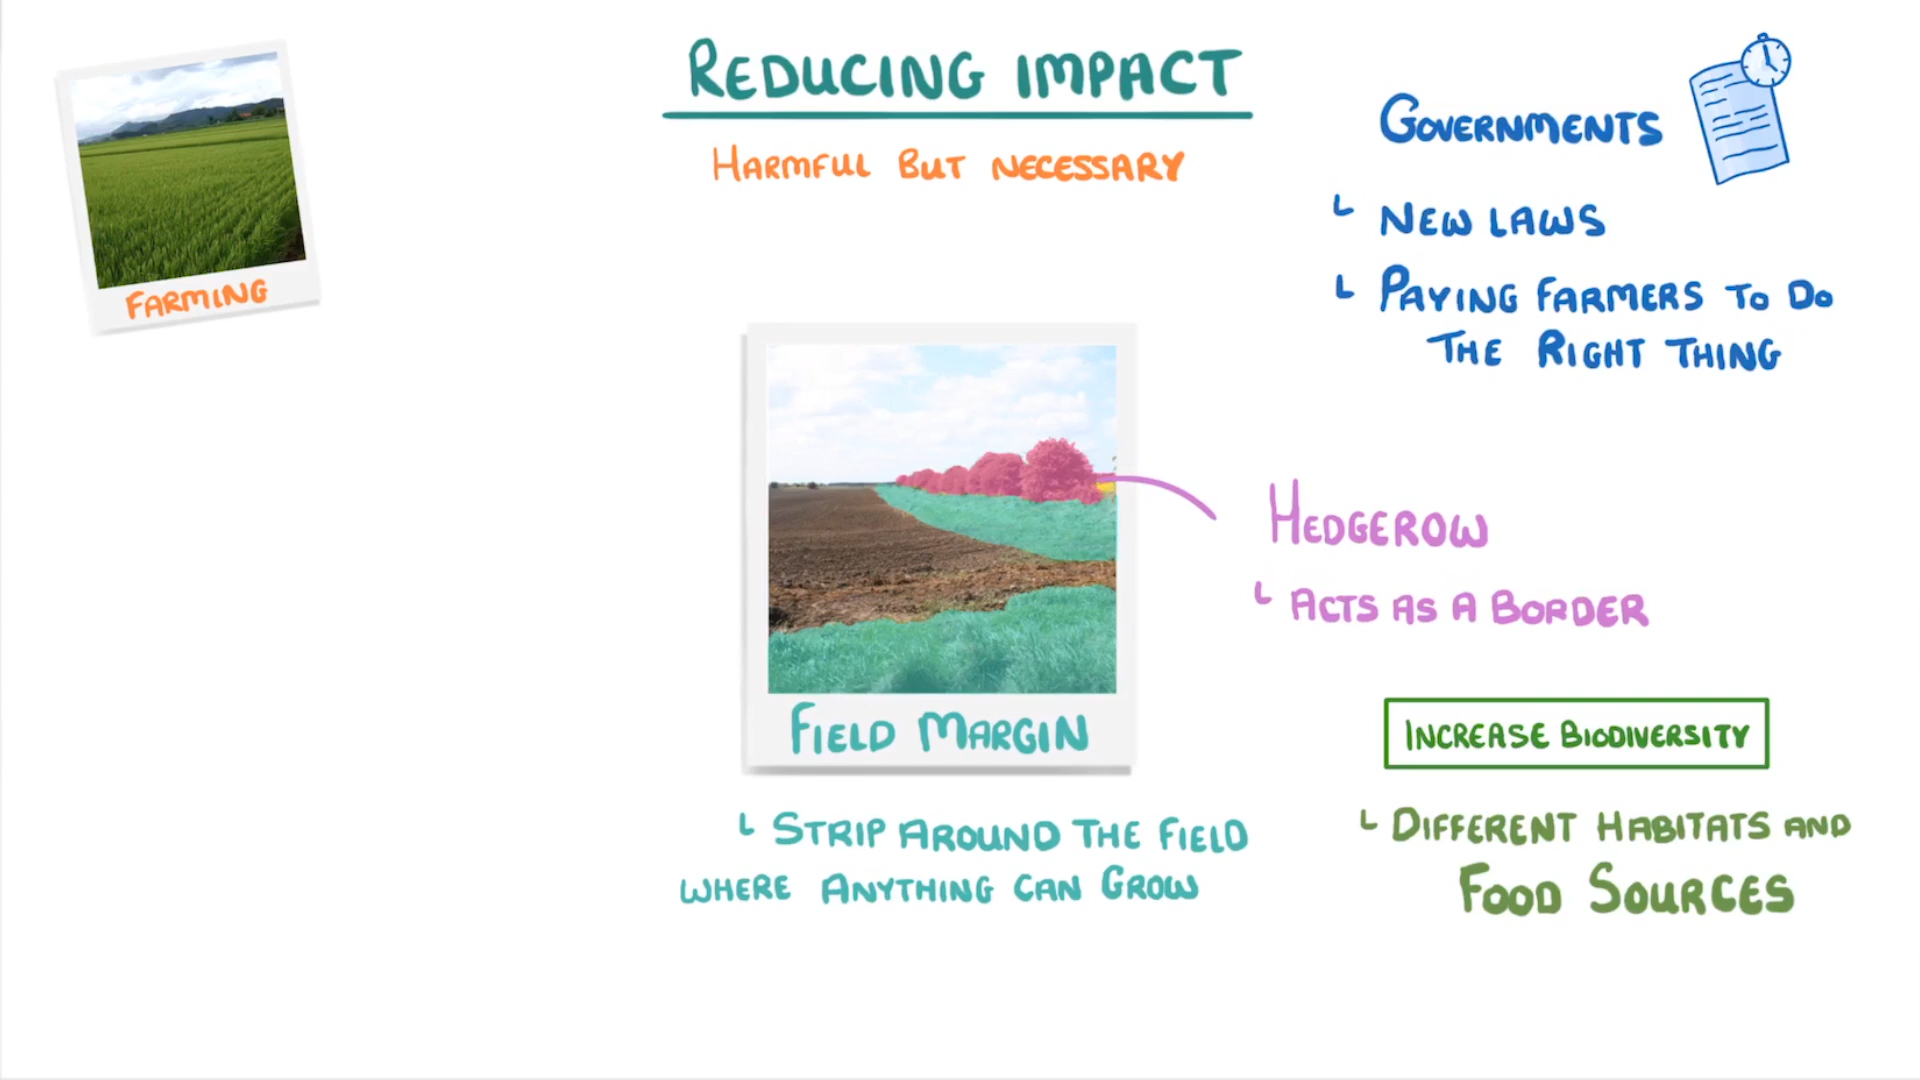 REDUCING IMPACT
HARMFUL BUT NECESSARY
FARMING
GOVERNMENTS
NEW LAWS
PAYING FARMERS TO DO
THE RIGHT THING
HEDGEROW
ACTS AS A BORDER
FIELD MARGIN
STRIP AROUND THE FIELD
WHERE ANYTHING CAN GROW
INCREASE BIODIVERSITY
DIFFERENT HABITATS AND
FOOD SOURCES